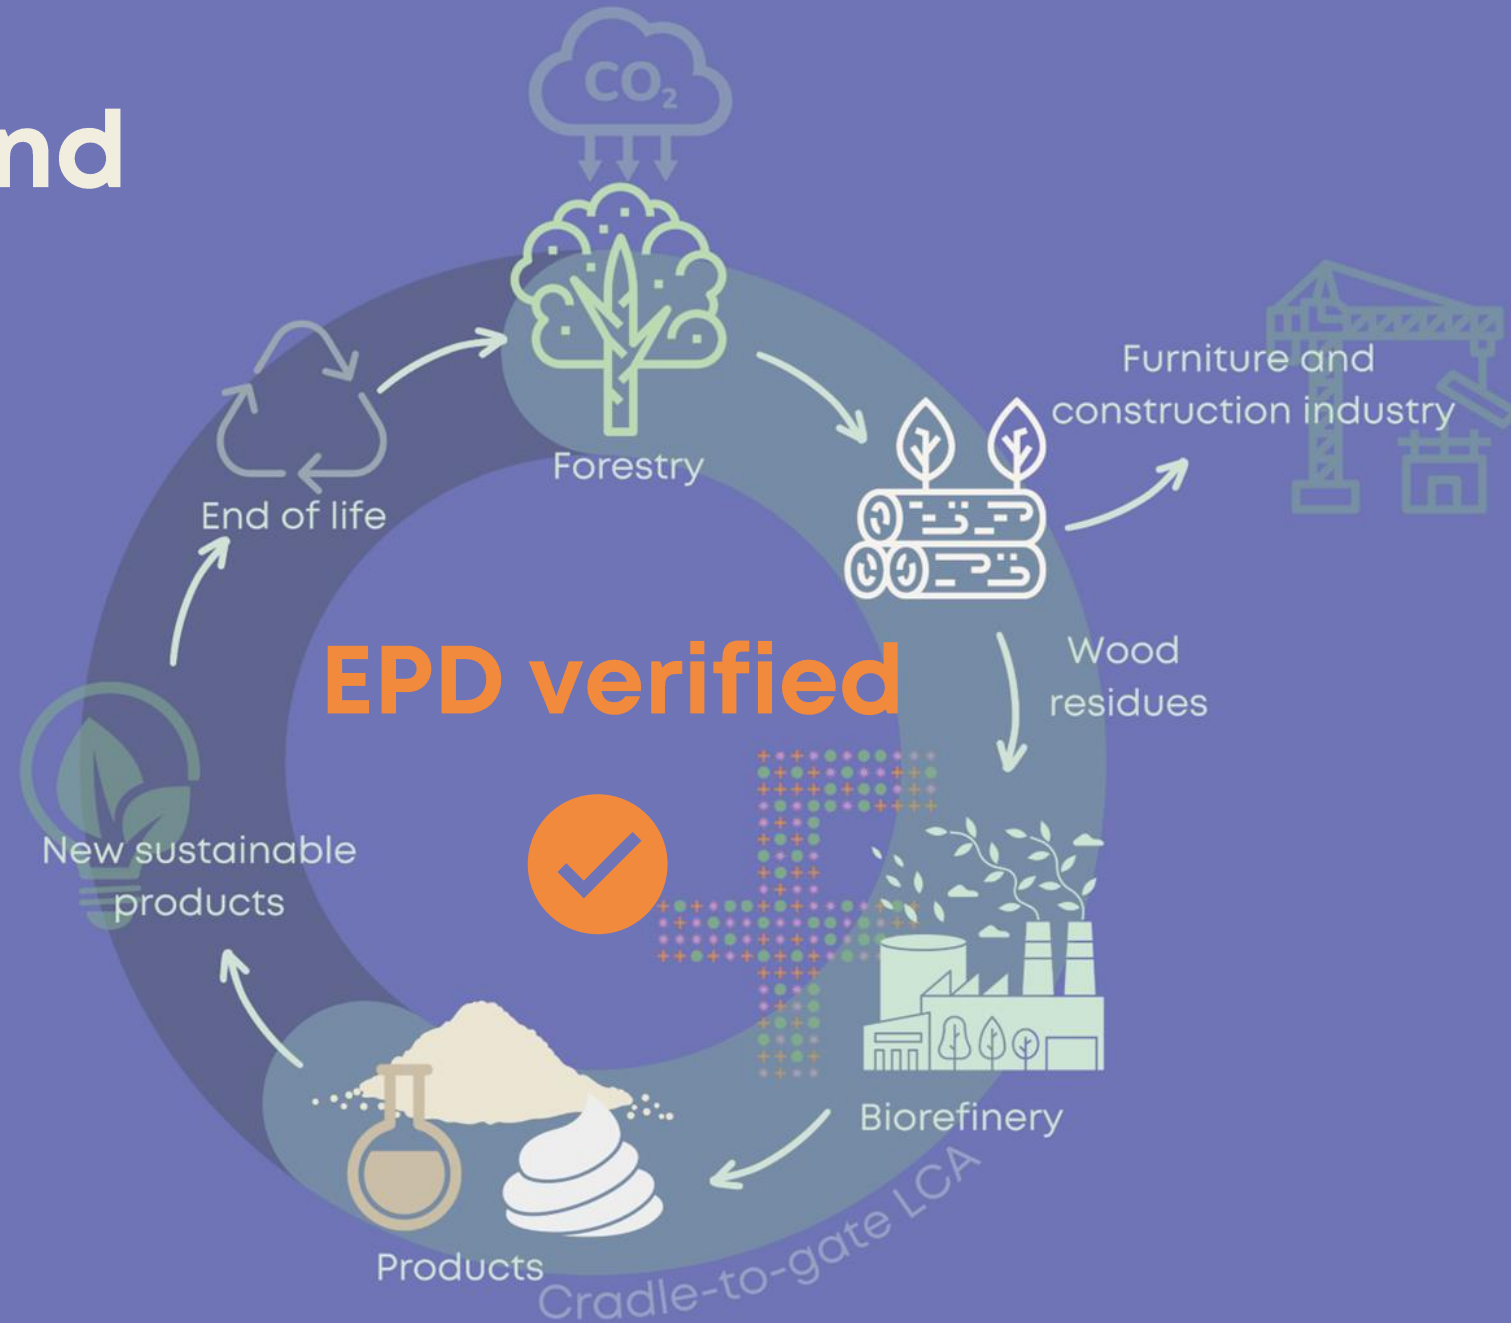 CO₂
nd
Forestry
Furniture and
construction industry
End of life
Wood
residues
EPD verified
New sustainable
products
Biorefinery
Products
Cradle-to-gate LCA